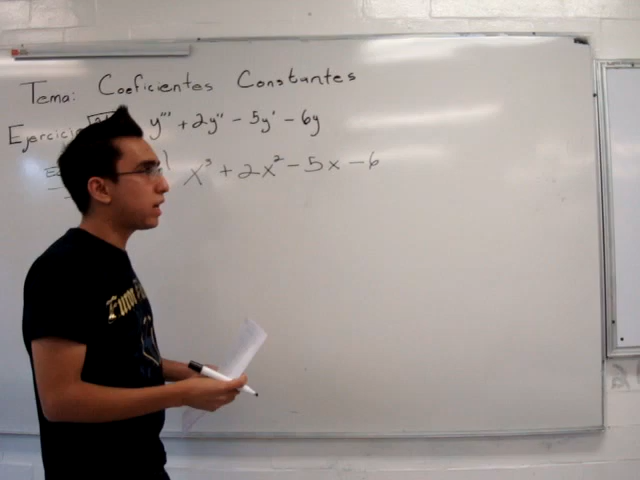 Tema: Coeficientes Constantes
y''' + 2y'' - 5y' - 6y
x³ + 2x² - 5x - 6